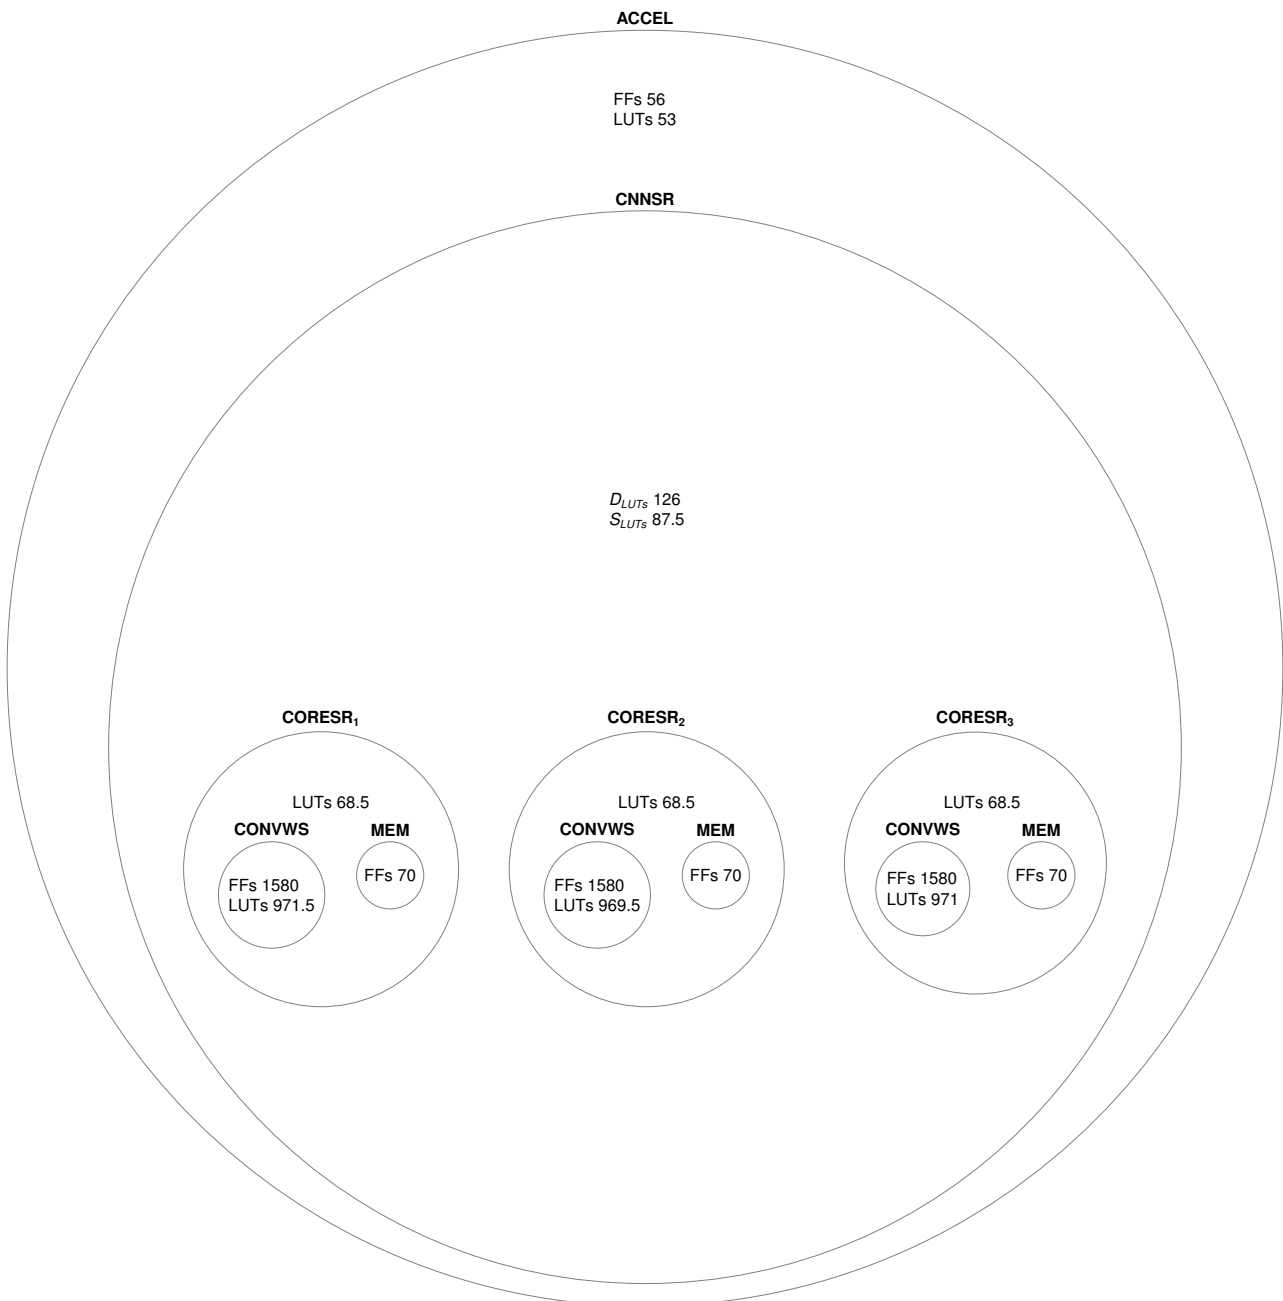 ACCEL
FFs 56
LUTs 53
CNNSR
D_LUTs 126
S_LUTs 87.5
CORESR₁ CORESR₂ CORESR₃
LUTs 68.5 LUTs 68.5 LUTs 68.5
CONVWS MEM CONVWS MEM CONVWS MEM
FFs 1580 FFs 70 FFs 1580 FFs 70 FFs 1580 FFs 70
LUTs 971.5 LUTs 969.5 LUTs 971